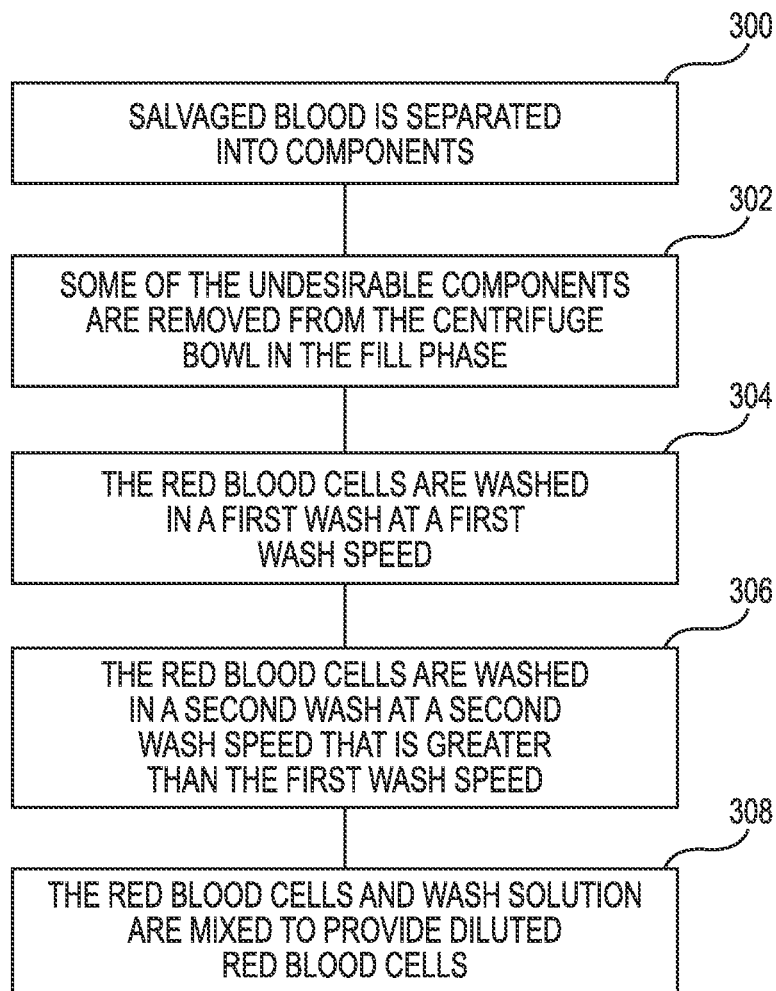 300
SALVAGED BLOOD IS SEPARATED
INTO COMPONENTS
302
SOME OF THE UNDESIRABLE COMPONENTS
ARE REMOVED FROM THE CENTRIFUGE
BOWL IN THE FILL PHASE
304
THE RED BLOOD CELLS ARE WASHED
IN A FIRST WASH AT A FIRST
WASH SPEED
306
THE RED BLOOD CELLS ARE WASHED
IN A SECOND WASH AT A SECOND
WASH SPEED THAT IS GREATER
THAN THE FIRST WASH SPEED
308
THE RED BLOOD CELLS AND WASH SOLUTION
ARE MIXED TO PROVIDE DILUTED
RED BLOOD CELLS